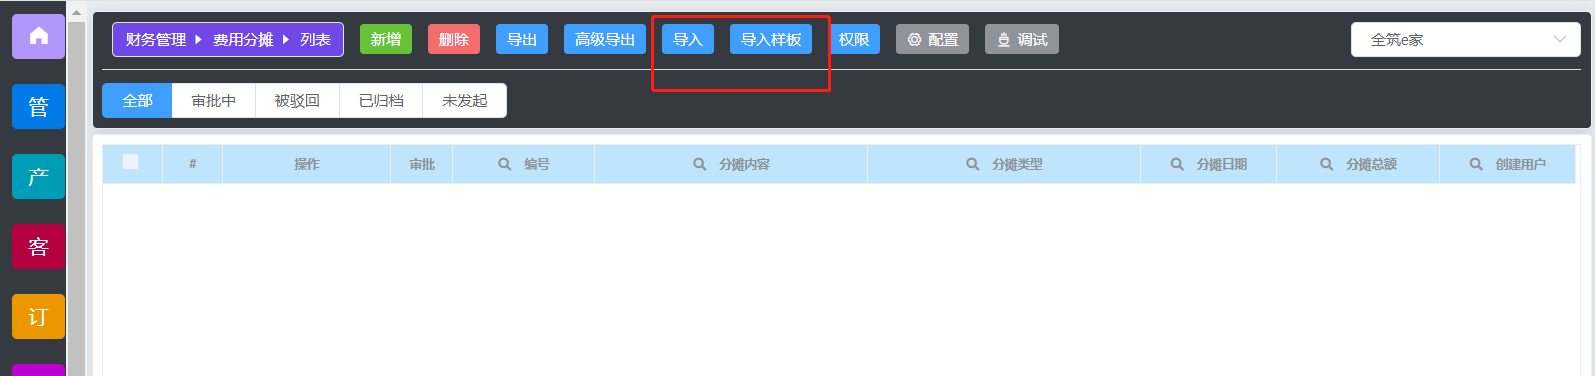 财务管理 费用分摊 列表 新增 删除 导出 高级导出 导入 导入样板 权限 配置 调试 全筑e家
全部 审批中 被驳回 已归档 未发起
管
产
客
订
# 操作 审批 编号 分摊内容 分摊类型 分摊日期 分摊总额 创建用户